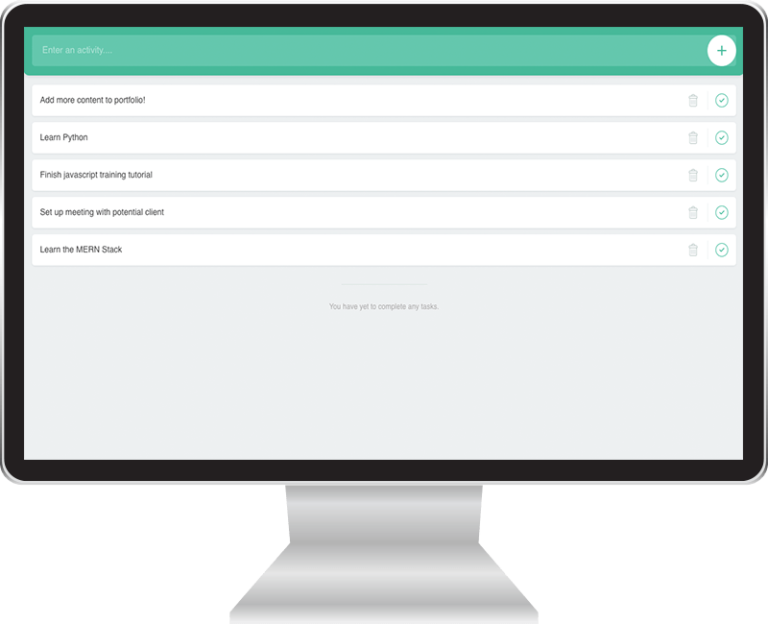 Enter an activity...
Add more content to portfolio!
Learn Python
Finish javascript training tutorial
Set up meeting with potential client
Learn the MERN Stack
You have yet to complete any tasks.